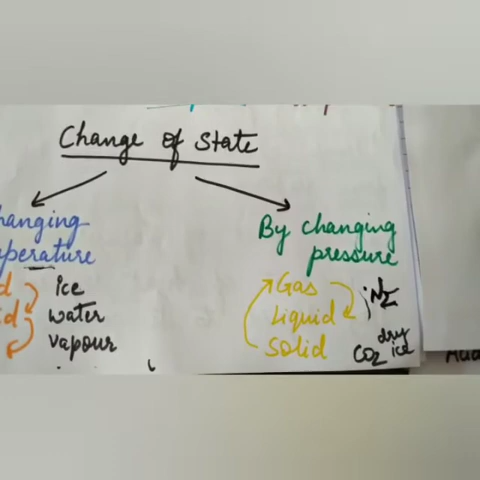 Change of State
hanging
perature
ice
water
vapour
By changing
pressure
Gas
Liquid
Solid
CO2 dry ice